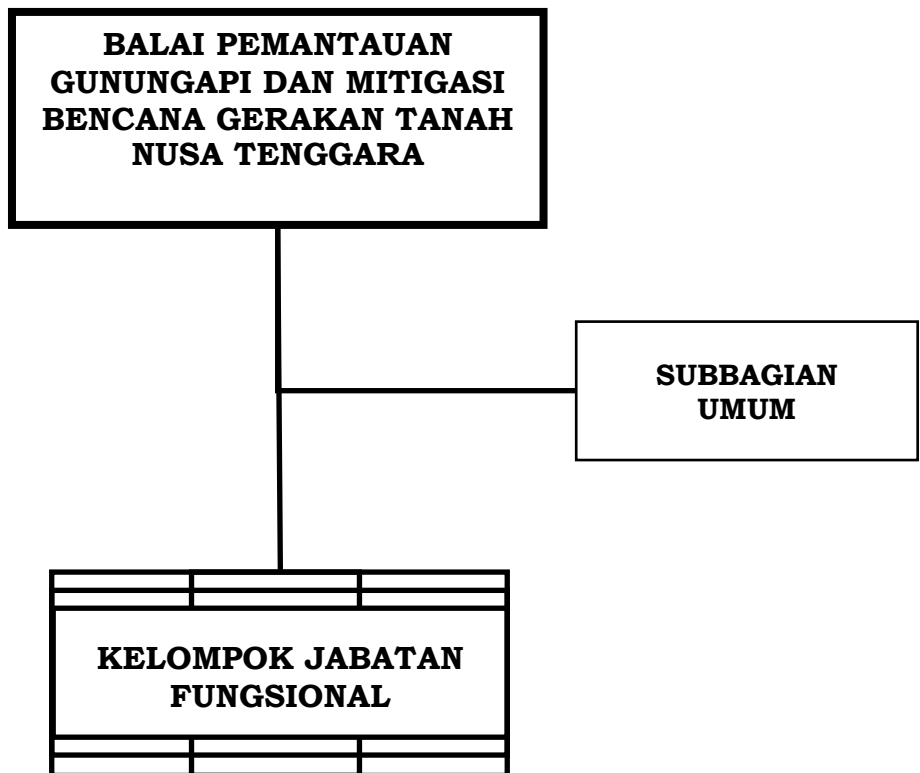 BALAI PEMANTAUAN
GUNUNGAPI DAN MITIGASI
BENCANA GERAKAN TANAH
NUSA TENGGARA
SUBBAGIAN
UMUM
KELOMPOK JABATAN
FUNGSIONAL